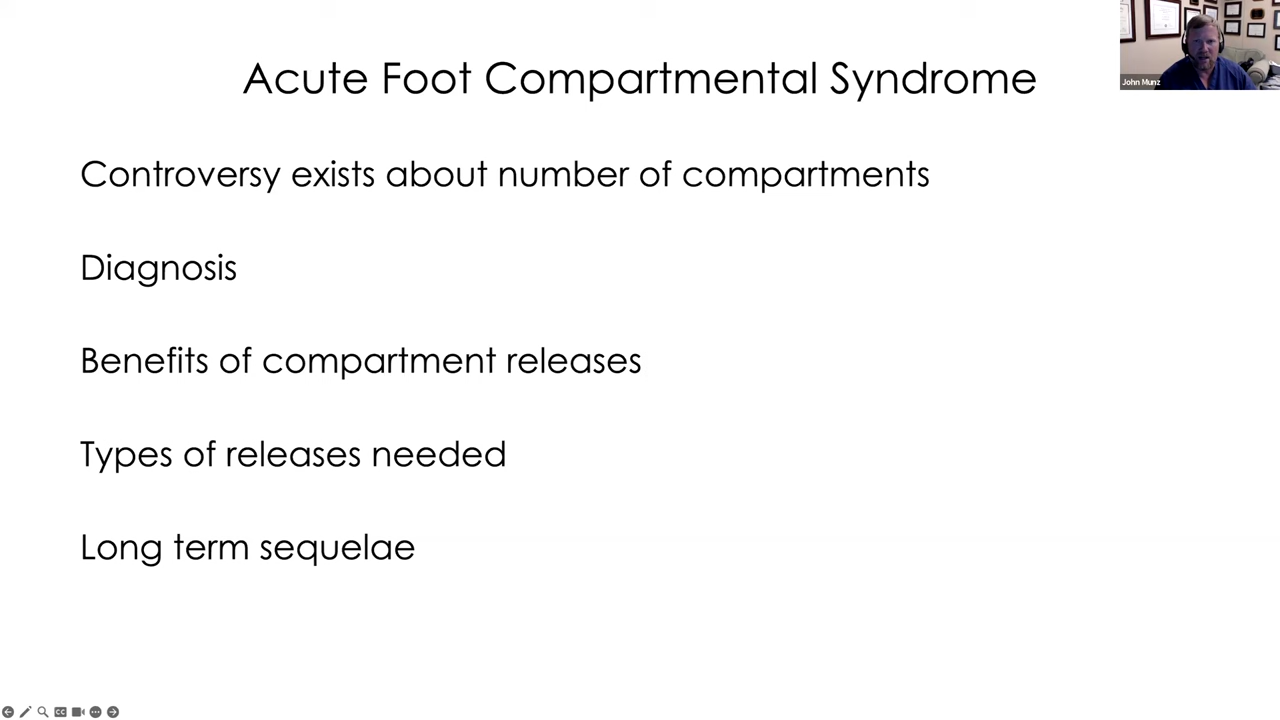 Acute Foot Compartmental Syndrome
John Munz
Controversy exists about number of compartments
Diagnosis
Benefits of compartment releases
Types of releases needed
Long term sequelae
CC